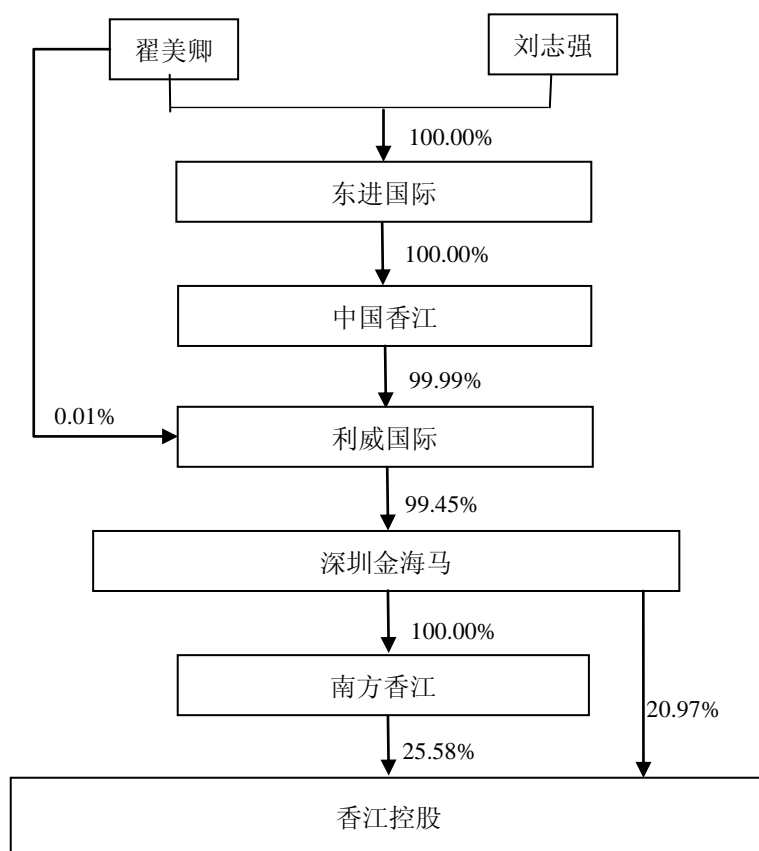 翟美卿
刘志强
100.00%
东进国际
100.00%
中国香江
99.99%
0.01%
利威国际
99.45%
深圳金海马
100.00%
南方香江
20.97%
25.58%
香江控股